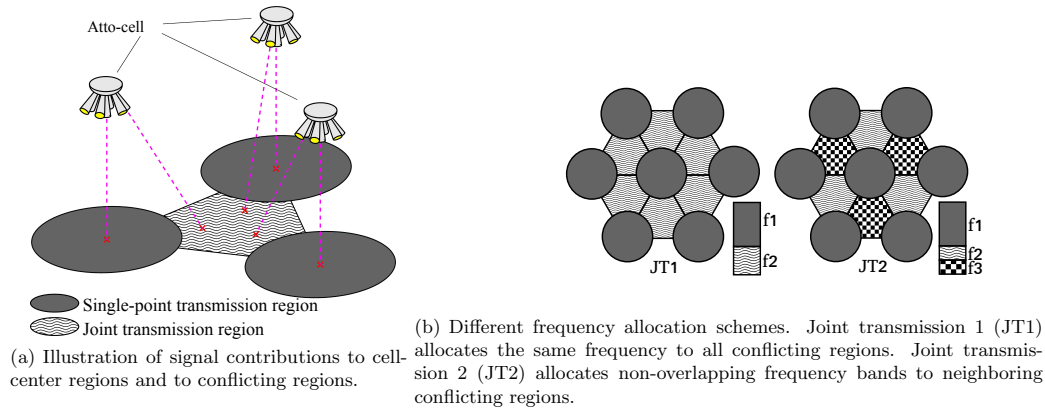 Atto-cell
Single-point transmission region
Joint transmission region
(a) Illustration of signal contributions to cell-
center regions and to conflicting regions.
f1
f2
JT1
f1
f2
f3
JT2
(b) Different frequency allocation schemes. Joint transmission 1 (JT1)
allocates the same frequency to all conflicting regions. Joint transmis-
sion 2 (JT2) allocates non-overlapping frequency bands to neighboring
conflicting regions.